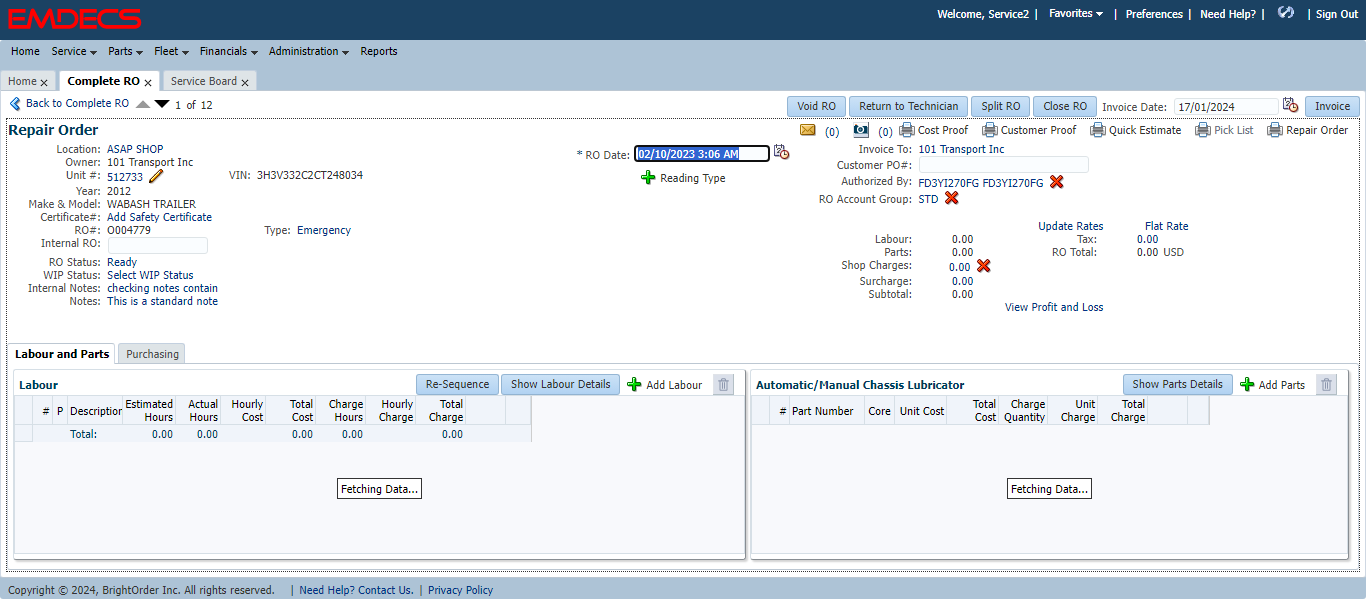 EMDECS
Welcome, Service2 | Favorites | Preferences | Need Help? | | Sign Out
Home Service Parts Fleet Financials Administration Reports
Home Complete RO Service Board
Back to Complete RO 1 of 12
Void RO Return to Technician Split RO Close RO Invoice Date: 17/01/2024 Invoice
Repair Order
(0) (0) Cost Proof Customer Proof Quick Estimate Pick List Repair Order
Location: ASAP SHOP
Owner: 101 Transport Inc
Unit #: 512733 VIN: 3H3V332C2CT248034
Year: 2012
Make & Model: WABASH TRAILER
Certificate#: Add Safety Certificate
RO#: O004779 Type: Emergency
Internal RO:
RO Status: Ready
WIP Status: Select WIP Status
Internal Notes: checking notes contain
Notes: This is a standard note
* RO Date: 02/10/2023 3:06 AM
Reading Type
Invoice To: 101 Transport Inc
Customer PO#:
Authorized By: FD3YI270FG FD3YI270FG
RO Account Group: STD
Update Rates Flat Rate
Labour: 0.00 Tax: 0.00
Parts: 0.00 RO Total: 0.00 USD
Shop Charges: 0.00
Surcharge: 0.00
Subtotal: 0.00
View Profit and Loss
Labour and Parts Purchasing
Labour Re-Sequence Show Labour Details Add Labour
# P Description Estimated Hours Actual Hours Hourly Cost Total Cost Charge Hours Hourly Charge Total Charge
Total: 0.00 0.00 0.00 0.00 0.00
Fetching Data...
Automatic/Manual Chassis Lubricator Show Parts Details Add Parts
# Part Number Core Unit Cost Total Cost Charge Quantity Unit Charge Total Charge
Fetching Data...
Copyright © 2024, BrightOrder Inc. All rights reserved. | Need Help? Contact Us. | Privacy Policy